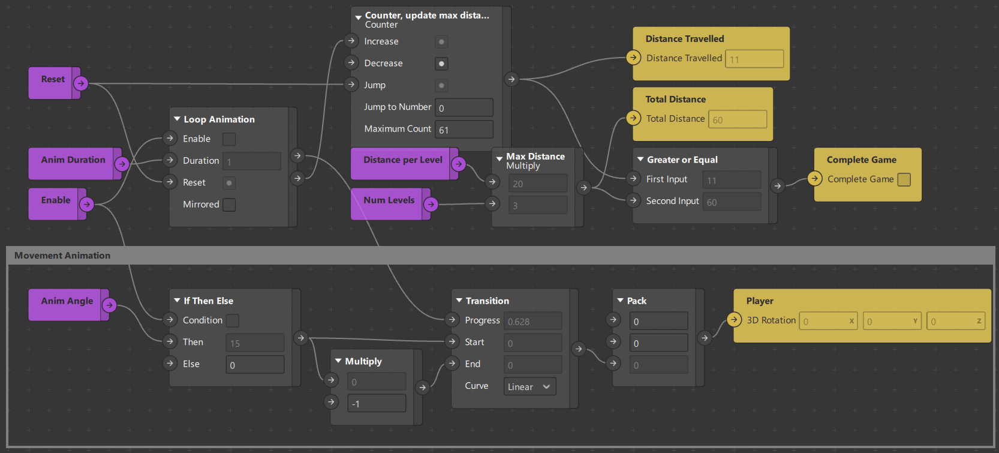 Counter, update max dista...
Counter
Increase
Decrease
Jump
Jump to Number 0
Maximum Count 61
Distance Travelled
Distance Travelled 11
Reset
Total Distance
Total Distance 60
Loop Animation
Enable
Duration 1
Reset
Mirrored
Anim Duration
Enable
Distance per Level
Num Levels
Max Distance
Multiply
20
3
Greater or Equal
First Input 11
Second Input 60
Complete Game
Complete Game
Movement Animation
Anim Angle
If Then Else
Condition
Then 15
Else 0
Multiply
0
-1
Transition
Progress 0.628
Start 0
End 0
Curve Linear
Pack
0
0
0
Player
3D Rotation 0 X 0 Y 0 Z